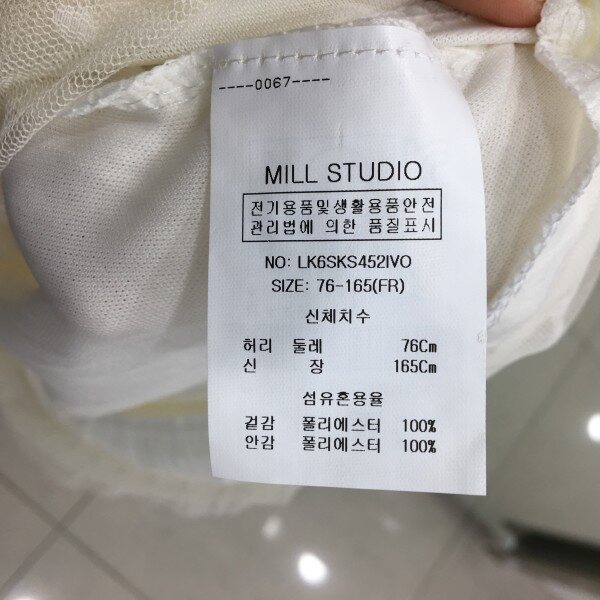 ----0067----
MILL STUDIO
전기용품및생활용품안전
관리법에 의한 품질표시
NO: LK6SKS452IVO
SIZE: 76-165(FR)
신체치수
허리 둘레 76Cm
신 장 165Cm
섬유혼용율
겉감 폴리에스터 100%
안감 폴리에스터 100%